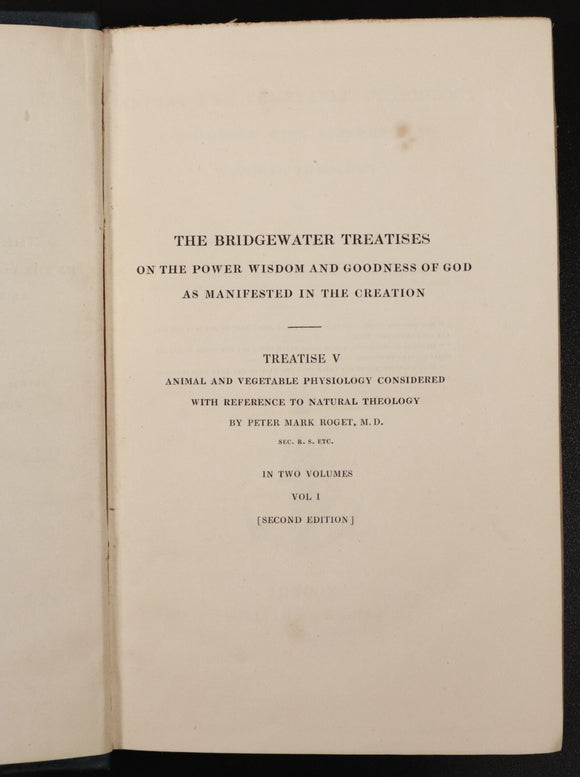 THE BRIDGEWATER TREATISES
ON THE POWER WISDOM AND GOODNESS OF GOD
AS MANIFESTED IN THE CREATION
TREATISE V
ANIMAL AND VEGETABLE PHYSIOLOGY CONSIDERED
WITH REFERENCE TO NATURAL THEOLOGY
BY PETER MARK ROGET, M. D.
SEC. R. S. ETC.
IN TWO VOLUMES
VOL I
[SECOND EDITION]